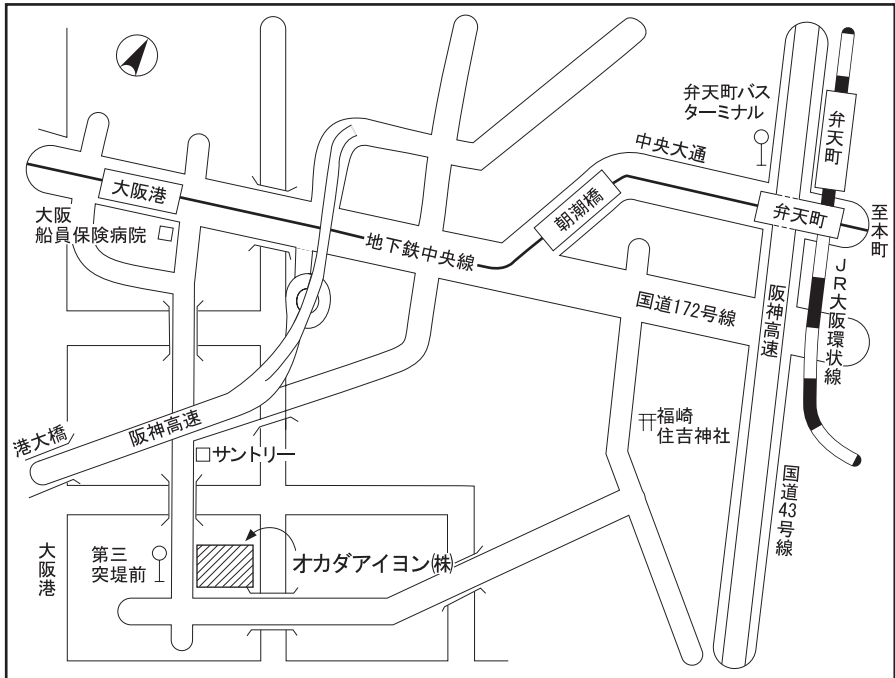 弁天町バス
ターミナル
弁天町
中央大通
大阪港
朝潮橋
弁天町
至本町
大阪
船員保険病院
地下鉄中央線
国道172号線
阪神高速
JR大阪環状線
港大橋
阪神高速
福崎
住吉神社
サントリー
国道43号線
大阪港
第三
突堤前
オカダアイヨン㈱